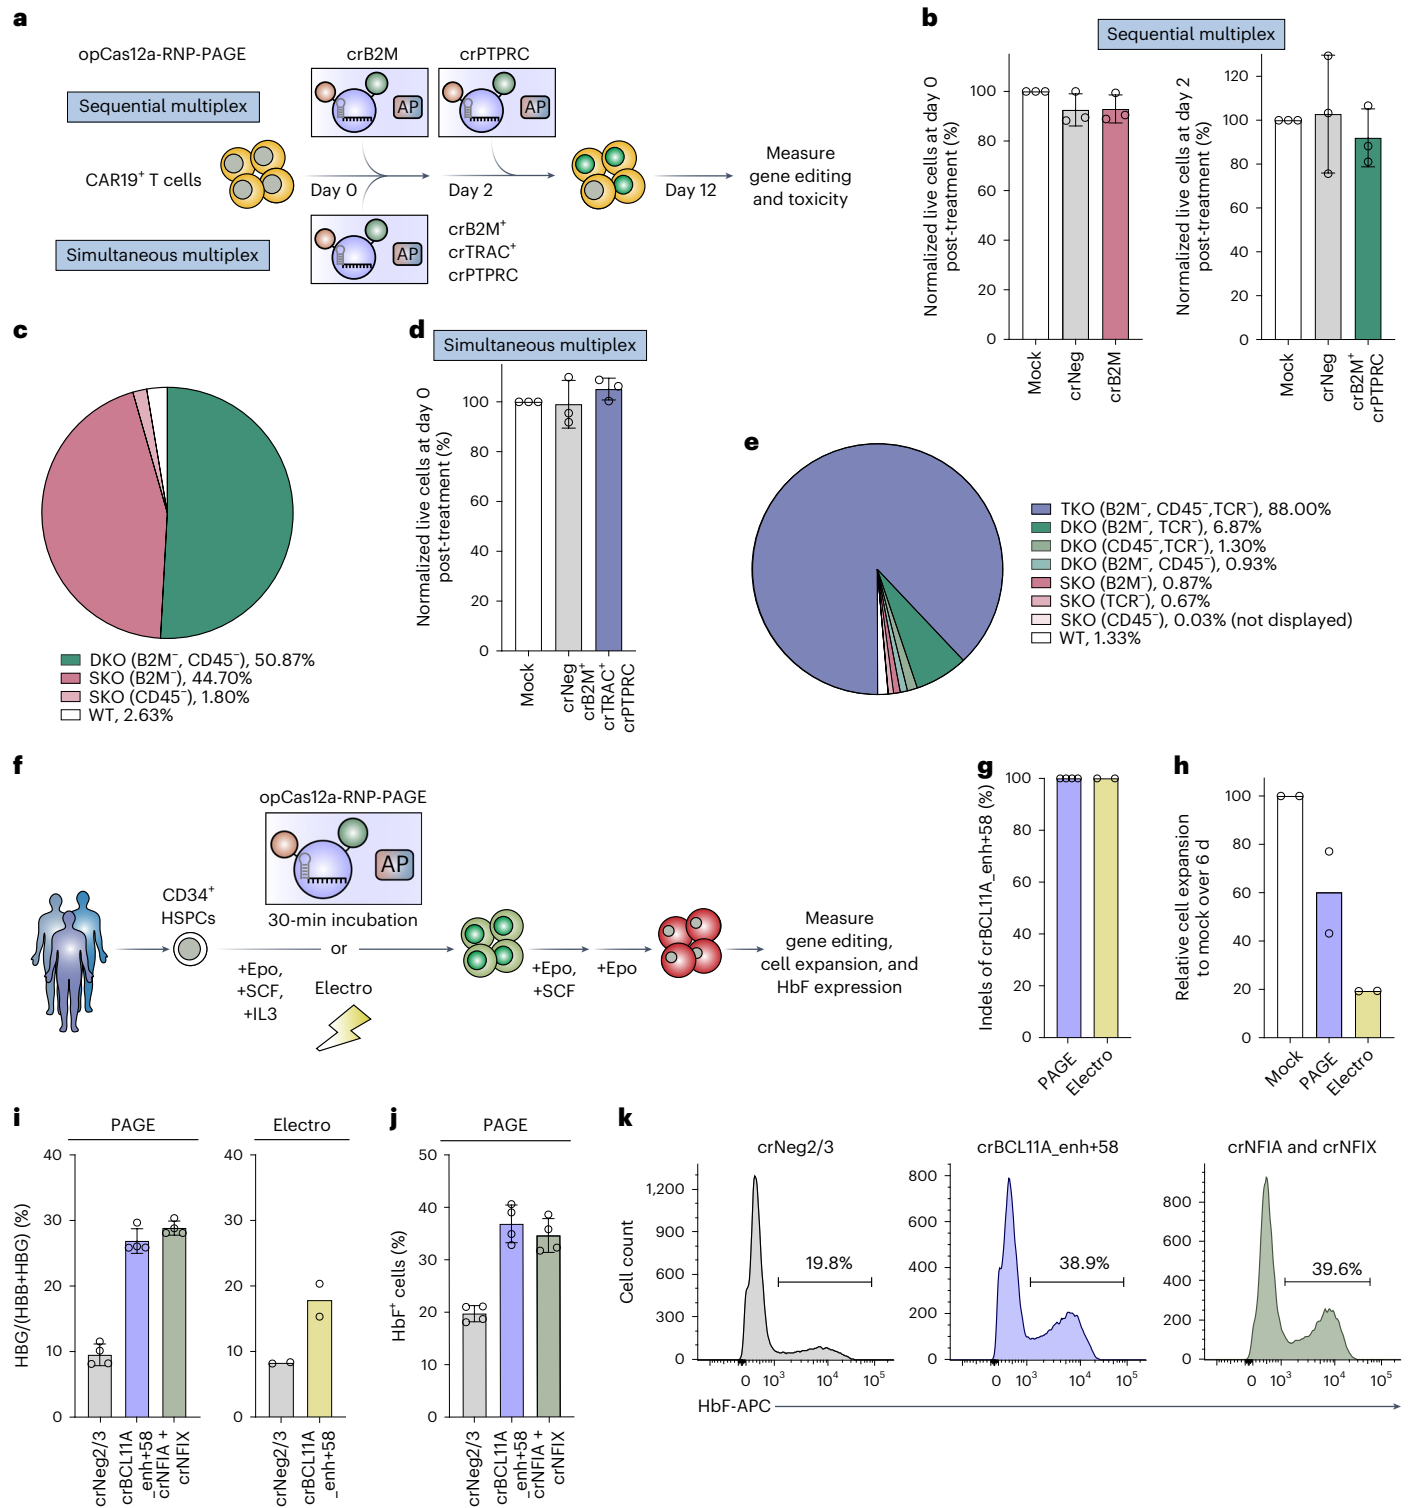 a
opCas12a-RNP-PAGE
crB2M
crPTPRC
Sequential multiplex
AP
AP
CAR19⁺ T cells
Day 0
Day 2
Day 12
Measure
gene editing
and toxicity
Simultaneous multiplex
AP
crB2M⁺
crTRAC⁺
crPTPRC
b
Sequential multiplex
Normalized live cells at day 0
post-treatment (%)
100
80
60
40
20
0
Mock
crNeg
crB2M
Normalized live cells at day 2
post-treatment (%)
120
100
80
60
40
20
0
Mock
crNeg
crB2M⁺
crPTPRC
c
DKO (B2M⁻, CD45⁻), 50.87%
SKO (B2M⁻), 44.70%
SKO (CD45⁻), 1.80%
WT, 2.63%
d
Simultaneous multiplex
Normalized live cells at day 0
post-treatment (%)
100
80
60
40
20
0
Mock
crNeg
crB2M⁺
crTRAC⁺
crPTPRC
e
TKO (B2M⁻, CD45⁻,TCR⁻), 88.00%
DKO (B2M⁻, TCR⁻), 6.87%
DKO (CD45⁻,TCR⁻), 1.30%
DKO (B2M⁻, CD45⁻), 0.93%
SKO (B2M⁻), 0.87%
SKO (TCR⁻), 0.67%
SKO (CD45⁻), 0.03% (not displayed)
WT, 1.33%
f
opCas12a-RNP-PAGE
AP
CD34⁺
HSPCs
30-min incubation
or
+Epo,
+SCF,
+IL3
Electro
+Epo,
+SCF
+Epo
Measure
gene editing,
cell expansion, and
HbF expression
g
Indels of crBCL11A_enh+58 (%)
100
80
60
40
20
0
PAGE
Electro
h
Relative cell expansion
to mock over 6 d
100
80
60
40
20
0
Mock
PAGE
Electro
i
PAGE
HBG/(HBB+HBG) (%)
40
30
20
10
0
crNeg2/3
crBCL11A
_enh+58
crNFIA +
crNFIX
Electro
40
30
20
10
0
crNeg2/3
crBCL11A
_enh+58
j
PAGE
HbF⁺ cells (%)
50
40
30
20
10
0
crNeg2/3
crBCL11A
_enh+58
crNFIA +
crNFIX
k
crNeg2/3
Cell count
1,200
900
600
300
0
19.8%
0 10³ 10⁴ 10⁵
crBCL11A_enh+58
800
600
400
200
0
38.9%
0 10³ 10⁴ 10⁵
crNFIA and crNFIX
800
600
400
200
0
39.6%
0 10³ 10⁴ 10⁵
HbF-APC